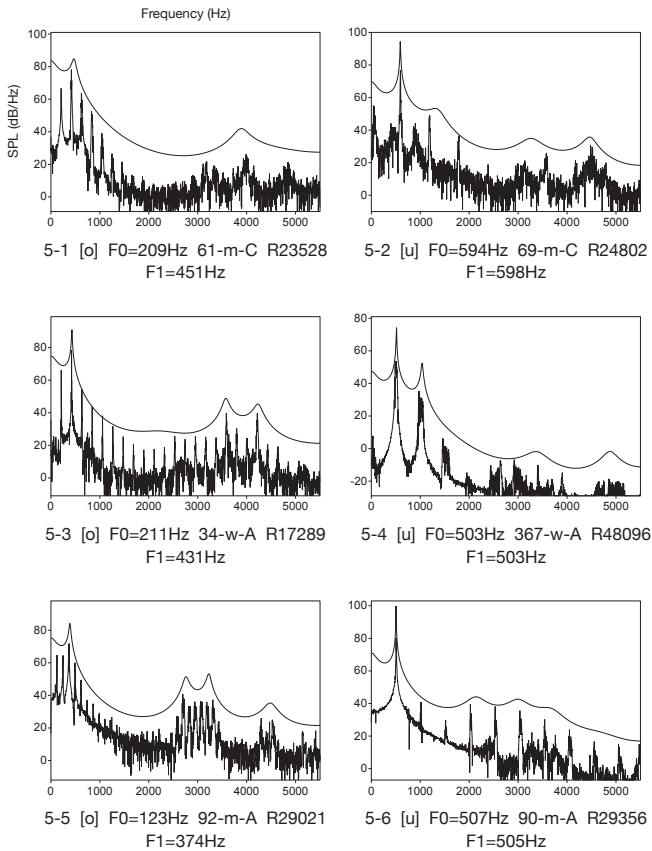 Frequency (Hz)
SPL (dB/Hz)
100
80
60
40
20
0
0 1000 2000 3000 4000 5000
5-1 [o] F0=209Hz 61-m-C R23528
F1=451Hz
100
80
60
40
20
0
0 1000 2000 3000 4000 5000
5-2 [u] F0=594Hz 69-m-C R24802
F1=598Hz
80
60
40
20
0
0 1000 2000 3000 4000 5000
5-3 [o] F0=211Hz 34-w-A R17289
F1=431Hz
80
60
40
20
0
-20
0 1000 2000 3000 4000 5000
5-4 [u] F0=503Hz 367-w-A R48096
F1=503Hz
80
60
40
20
0
0 1000 2000 3000 4000 5000
5-5 [o] F0=123Hz 92-m-A R29021
F1=374Hz
100
80
60
40
20
0
0 1000 2000 3000 4000 5000
5-6 [u] F0=507Hz 90-m-A R29356
F1=505Hz